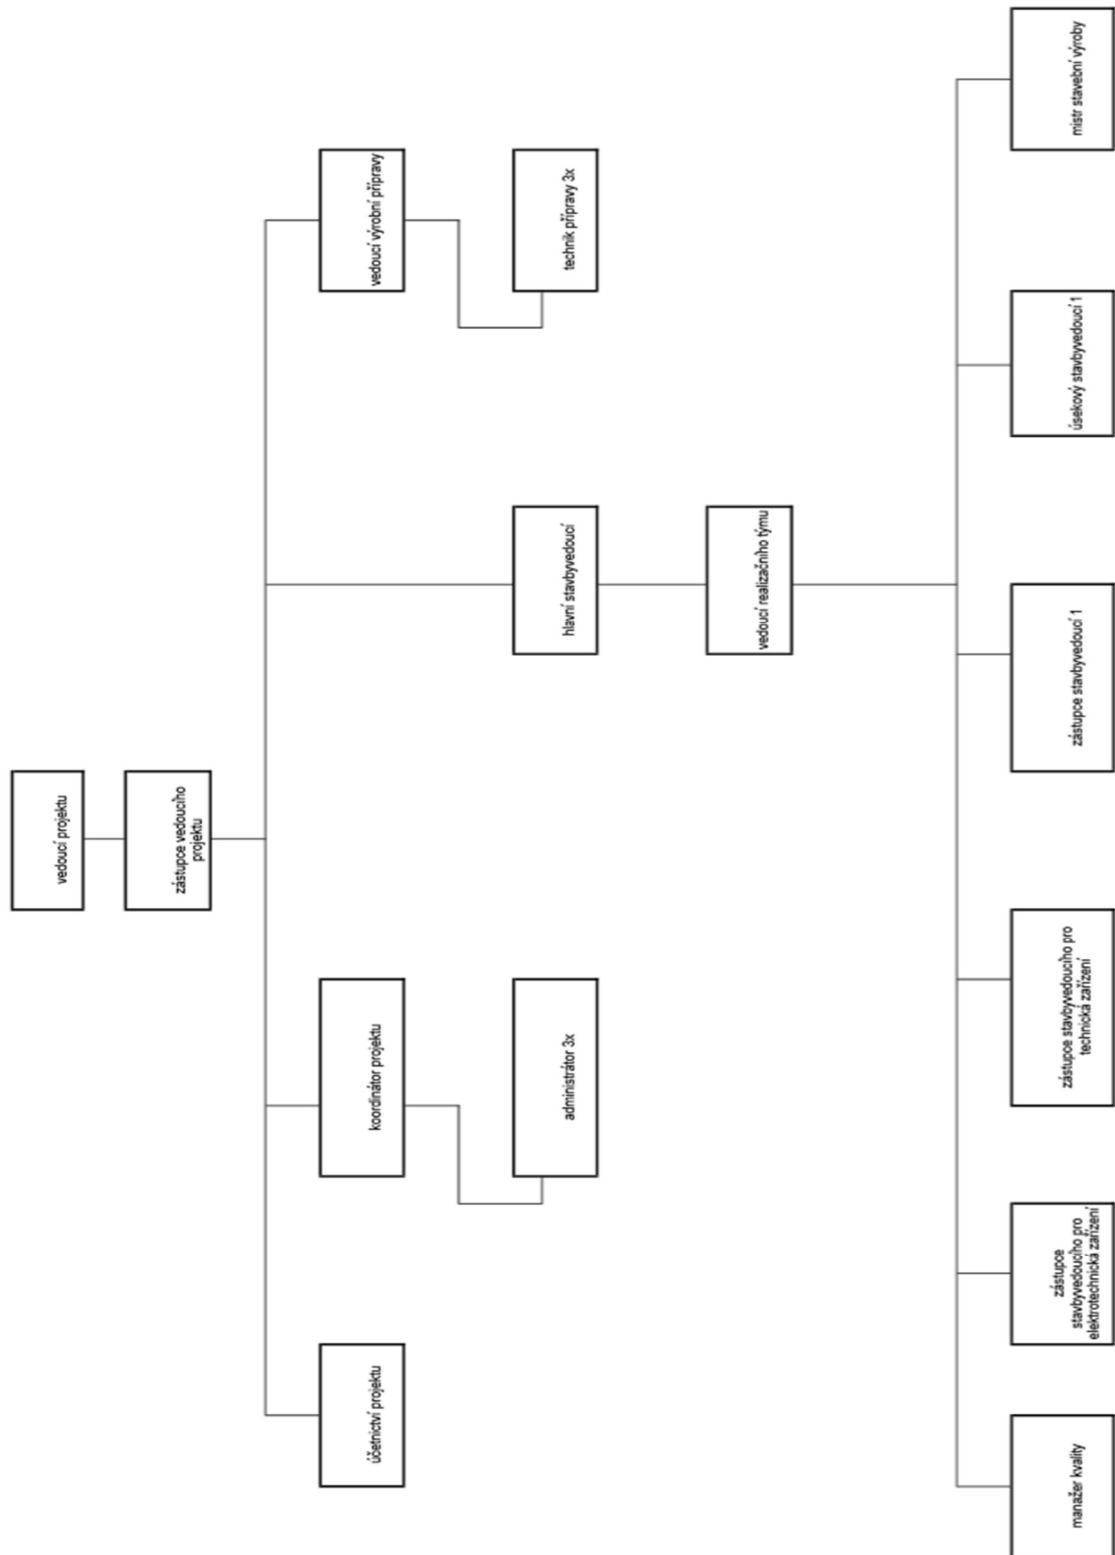 vedoucí projektu
zástupce vedoucího
projektu
účetnictví projektu
koordinátor projektu
vedoucí výrobní přípravy
administrátor 3x
hlavní stavbyvedoucí
technik přípravy 3x
vedoucí realizačního týmu
manažer kvality
zástupce
stavbyvedoucího pro
elektrotechnická zařízení
zástupce stavbyvedoucího pro
technická zařízení
zástupce stavbyvedoucí 1
úsekový stavbyvedoucí 1
mistr stavební výroby